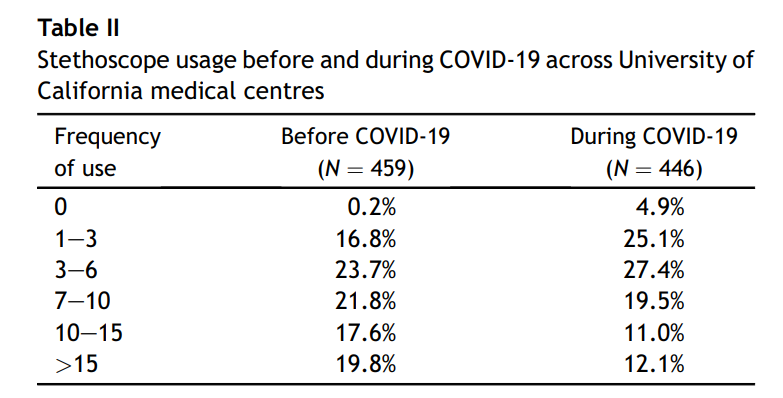 Table II
Stethoscope usage before and during COVID-19 across University of
California medical centres
Frequency Before COVID-19 During COVID-19
of use (N = 459) (N = 446)
0 0.2% 4.9%
1–3 16.8% 25.1%
3–6 23.7% 27.4%
7–10 21.8% 19.5%
10–15 17.6% 11.0%
>15 19.8% 12.1%